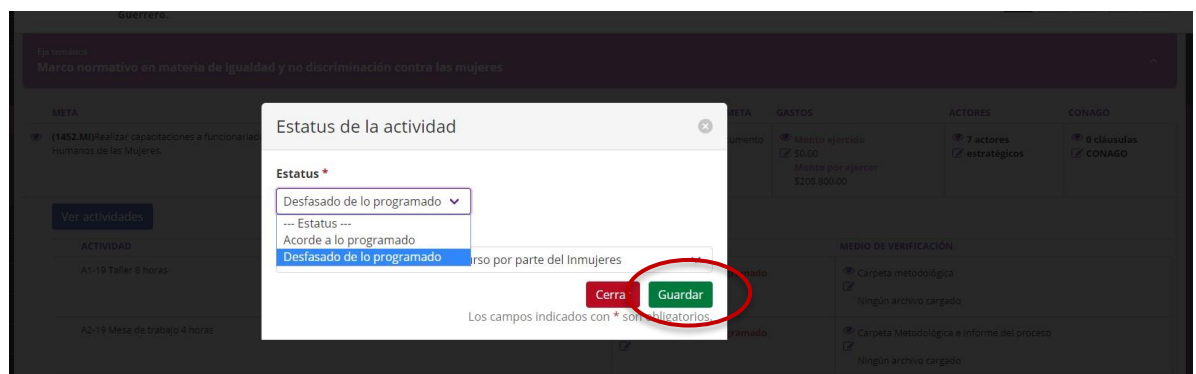 Guerrero.
Eje temático
Marco normativo en materia de igualdad y no discriminación contra las mujeres
META
META
GASTOS
ACTORES
CONAGO
(1452.MI)Realizar capacitaciones a funcionariado
Humanos de las Mujeres.
Monto ejercido
$0.00
Monto por ejercer
$208,800.00
7 actores
estratégicos
0 cláusulas
CONAGO
Estatus de la actividad
Estatus *
Desfasado de lo programado
--- Estatus ---
Acorde a lo programado
Desfasado de lo programado
por parte del Inmujeres
Cerrar
Guardar
Los campos indicados con * son obligatorios.
Ver actividades
ACTIVIDAD
MEDIO DE VERIFICACIÓN
A1-19 Taller 8 horas
Carpeta metodológica
Ningún archivo cargado
A2-19 Mesa de trabajo 4 horas
Carpeta Metodológica e Informe del proceso
Ningún archivo cargado